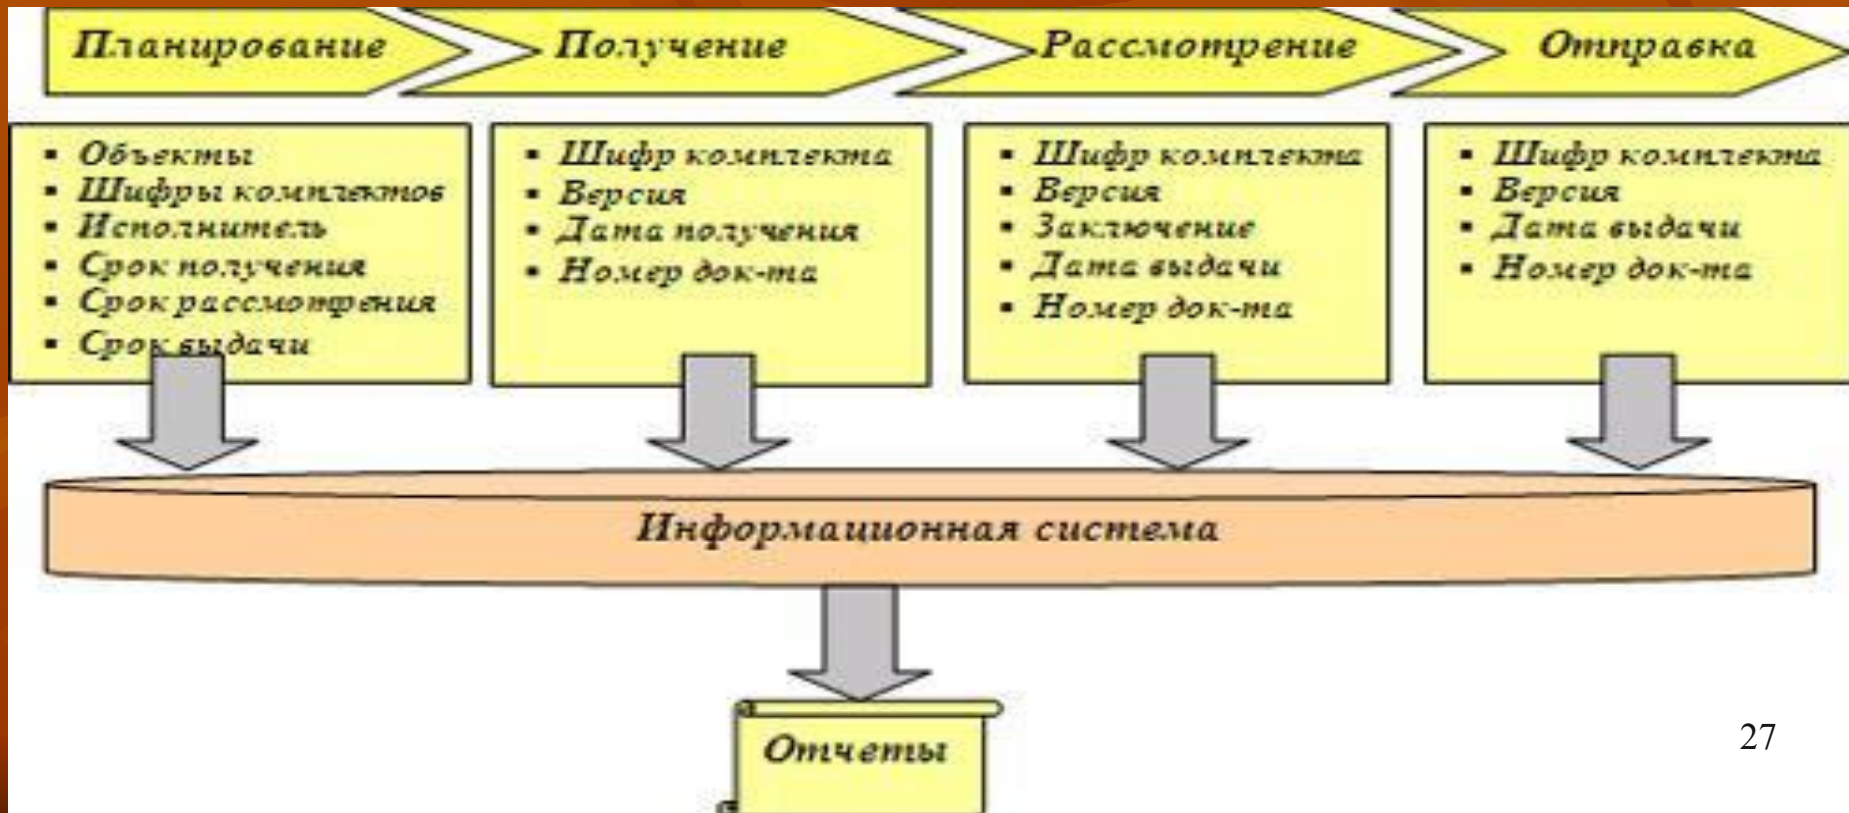 Планирование
Получение
Рассмотрение
Отправка
▪ Объекты
▪ Шифры комплектов
▪ Исполнитель
▪ Срок получения
▪ Срок рассмотрения
▪ Срок выдачи
▪ Шифр комплекта
▪ Версия
▪ Дата получения
▪ Номер док-та
▪ Шифр комплекта
▪ Версия
▪ Заключение
▪ Дата выдачи
▪ Номер док-та
▪ Шифр комплекта
▪ Версия
▪ Дата выдачи
▪ Номер док-та
Информационная система
Отчеты
27